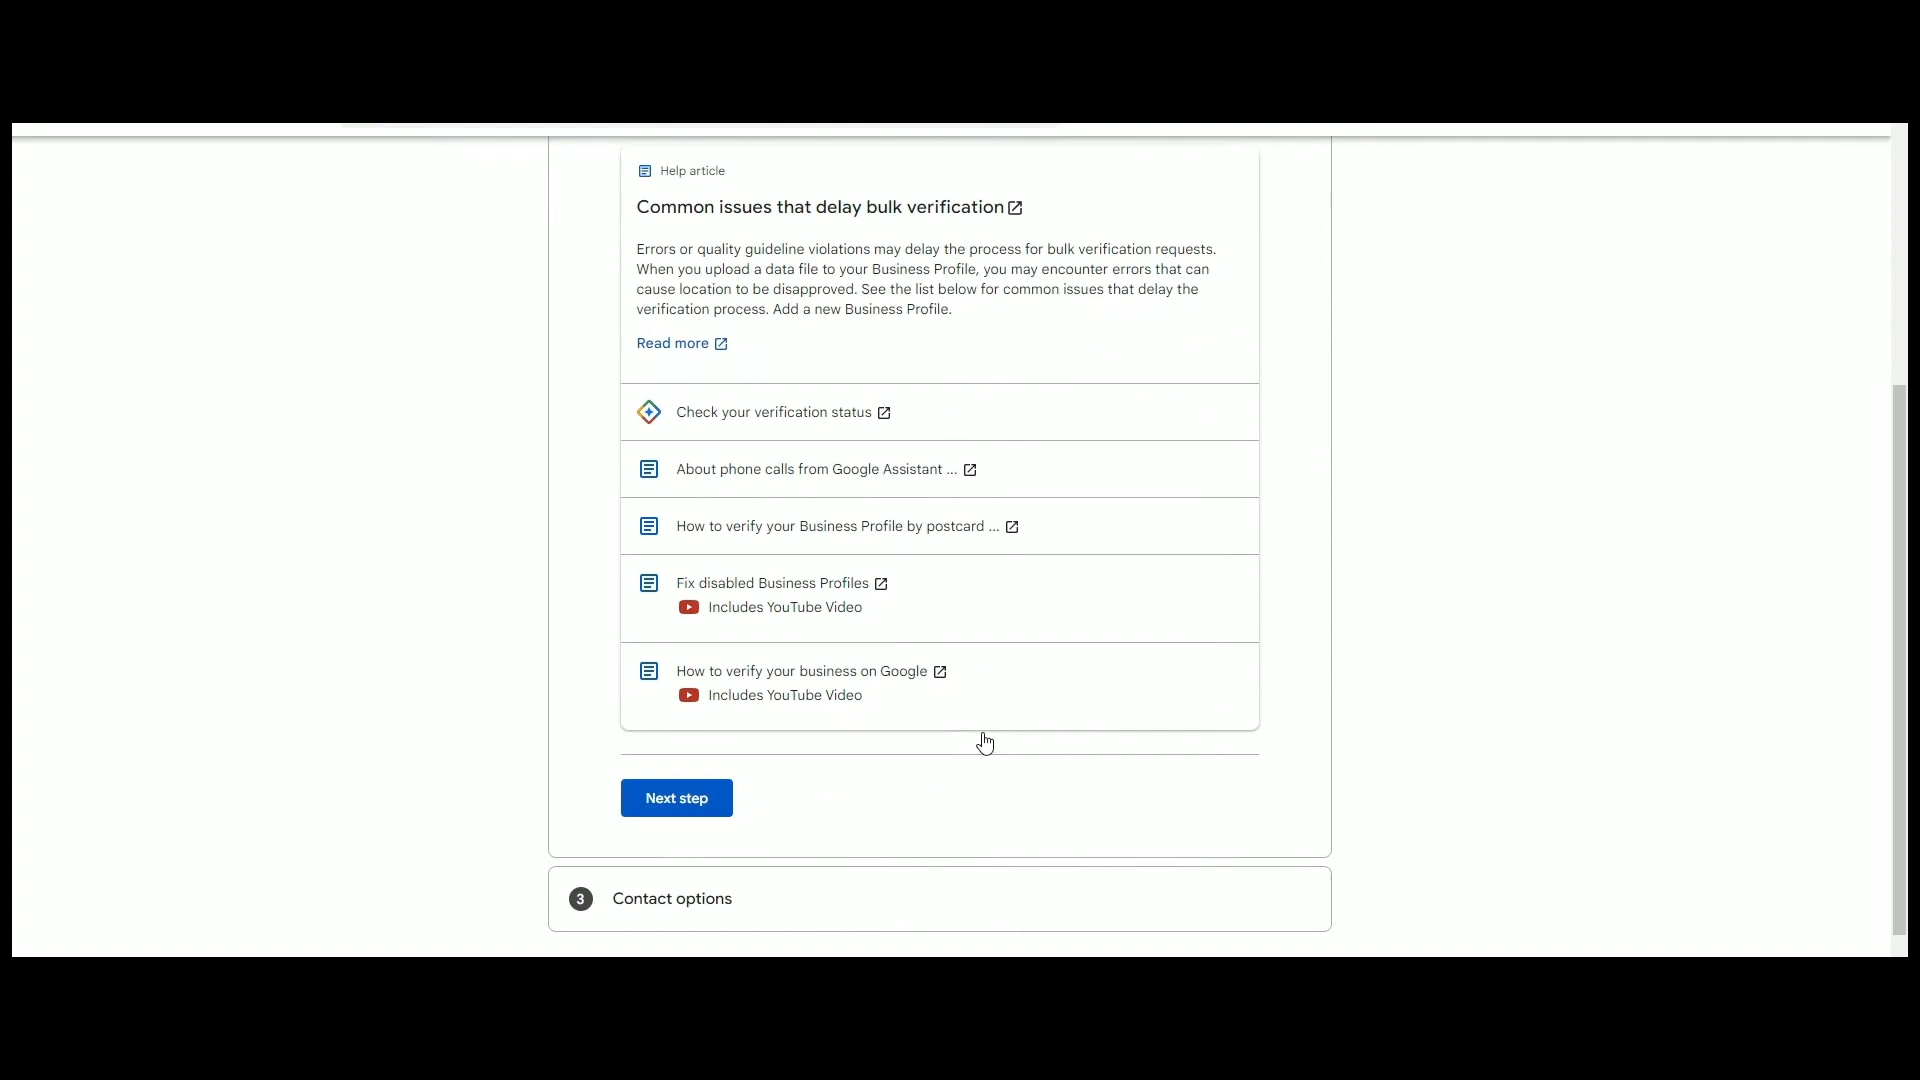 Help article
Common issues that delay bulk verification
Errors or quality guideline violations may delay the process for bulk verification requests.
When you upload a data file to your Business Profile, you may encounter errors that can
cause location to be disapproved. See the list below for common issues that delay the
verification process. Add a new Business Profile.
Read more
Check your verification status
About phone calls from Google Assistant ...
How to verify your Business Profile by postcard ...
Fix disabled Business Profiles
Includes YouTube Video
How to verify your business on Google
Includes YouTube Video
Next step
3 Contact options